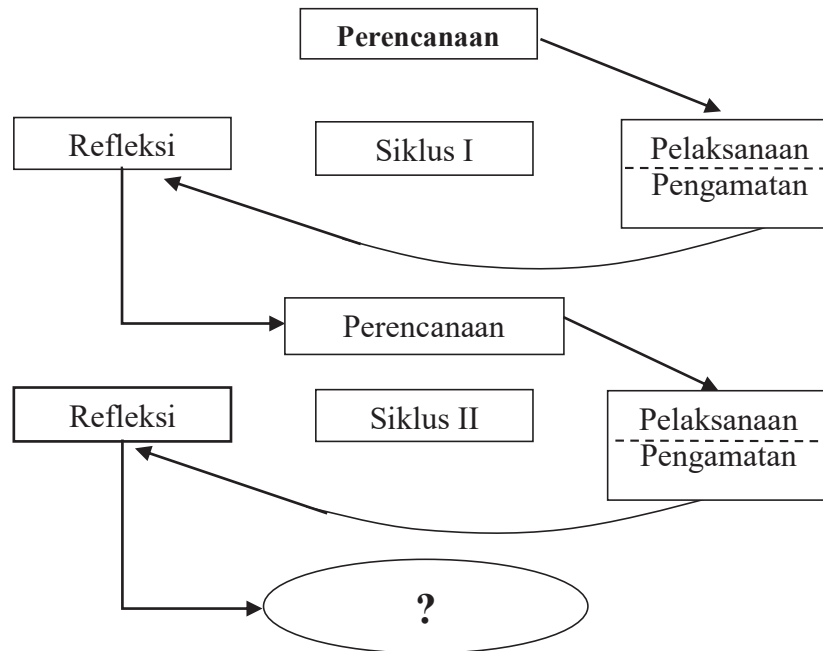 Perencanaan
Refleksi
Siklus I
Pelaksanaan
Pengamatan
Perencanaan
Refleksi
Siklus II
Pelaksanaan
Pengamatan
?